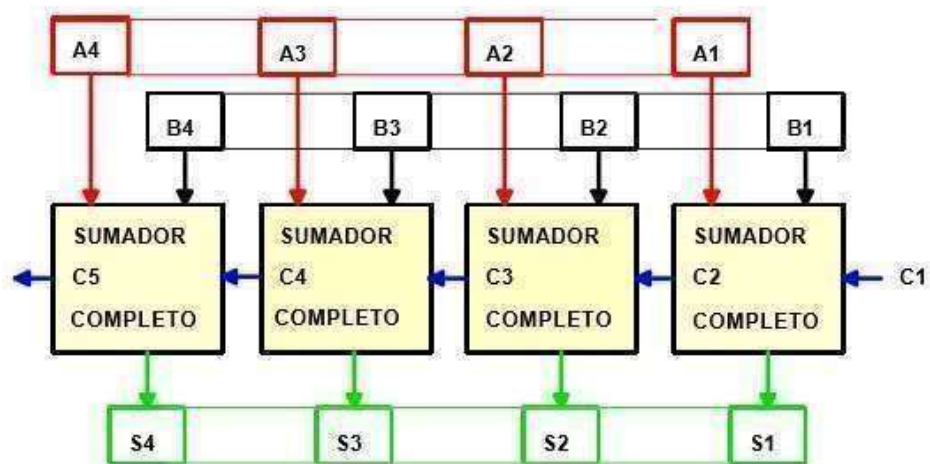 A4 A3 A2 A1
B4 B3 B2 B1
SUMADOR SUMADOR SUMADOR SUMADOR
C5 C4 C3 C2 C1
COMPLETO COMPLETO COMPLETO COMPLETO
S4 S3 S2 S1